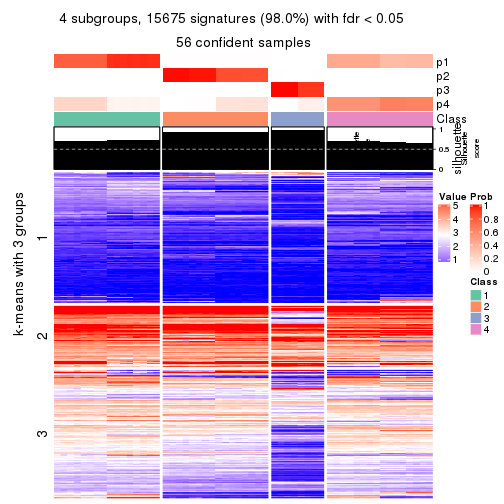 4 subgroups, 15675 signatures (98.0%) with fdr < 0.05
56 confident samples
p1
p2
p3
p4
Class
1
0.5
0
silhouette
Silhouette
score
k-means with 3 groups
1
2
3
Value
5
4
3
2
1
Prob
1
0.8
0.6
0.4
0.2
0
Class
1
2
3
4